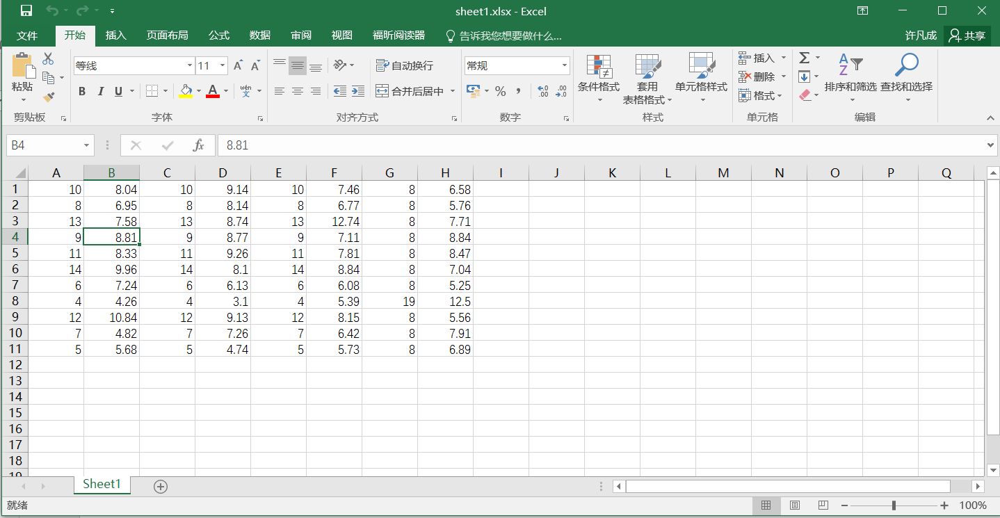 sheet1.xlsx - Excel
文件 开始 插入 页面布局 公式 数据 审阅 视图 福昕阅读器 告诉我您想要做什么... 许凡成 共享
粘贴 等线 11 A A 自动换行 常规 条件格式 套用 表格格式 单元格样式 插入 Σ A Z 排序和筛选 查找和选择
B I U A wén 文 合并后居中 % , .00 .00 删除
格式
剪贴板 字体 对齐方式 数字 样式 单元格 编辑
B4 fx 8.81
A B C D E F G H I J K L M N O P Q
1 10 8.04 10 9.14 10 7.46 8 6.58
2 8 6.95 8 8.14 8 6.77 8 5.76
3 13 7.58 13 8.74 13 12.74 8 7.71
4 9 8.81 9 8.77 9 7.11 8 8.84
5 11 8.33 11 9.26 11 7.81 8 8.47
6 14 9.96 14 8.1 14 8.84 8 7.04
7 6 7.24 6 6.13 6 6.08 8 5.25
8 4 4.26 4 3.1 4 5.39 19 12.5
9 12 10.84 12 9.13 12 8.15 8 5.56
10 7 4.82 7 7.26 7 6.42 8 7.91
11 5 5.68 5 4.74 5 5.73 8 6.89
12
13
14
15
16
17
18
19
Sheet1
就绪 100%